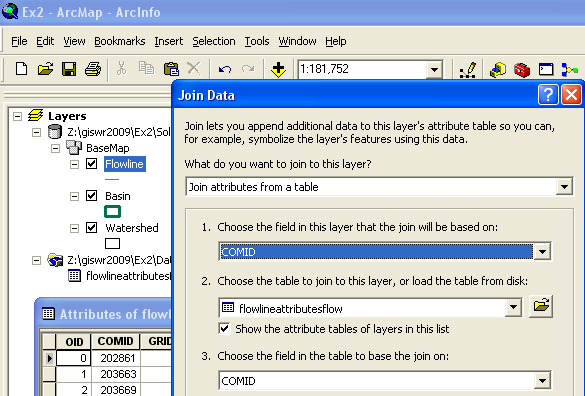 Ex2 - ArcMap - ArcInfo
File Edit View Bookmarks Insert Selection Tools Window Help
1:181,752
Layers
Z:\giswr2009\Ex2\Sol
BaseMap
Flowline
Basin
Watershed
Z:\giswr2009\Ex2\Dat
flowlineattributesf
Attributes of flowl
OID COMID GRID
0 202861
1 203663
2 203669
Join Data
Join lets you append additional data to this layer's attribute table so you can,
for example, symbolize the layer's features using this data.
What do you want to join to this layer?
Join attributes from a table
1. Choose the field in this layer that the join will be based on:
COMID
2. Choose the table to join to this layer, or load the table from disk:
flowlineattributesflow
Show the attribute tables of layers in this list
3. Choose the field in the table to base the join on:
COMID